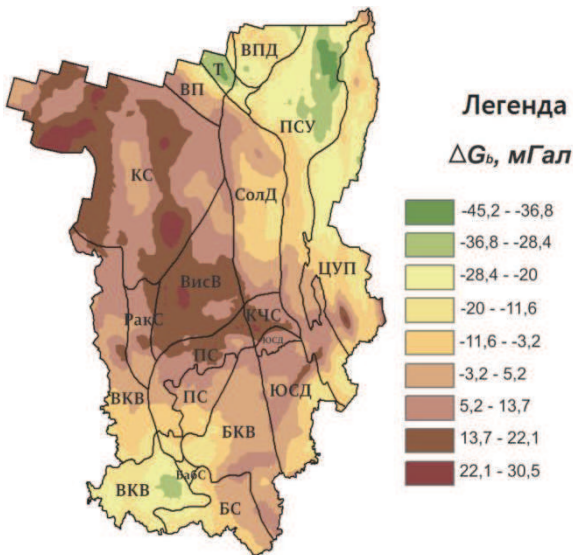 ВПД
Т
ВП
ПСУ
КС
СолД
ЦУП
ВисВ
РакС
КЧС
ЮСД
ПС
ВКВ
ПС
ЮСД
БКВ
БабС
ВКВ
БС
Легенда
ΔGb, мГал
-45,2 - -36,8
-36,8 - -28,4
-28,4 - -20
-20 - -11,6
-11,6 - -3,2
-3,2 - 5,2
5,2 - 13,7
13,7 - 22,1
22,1 - 30,5